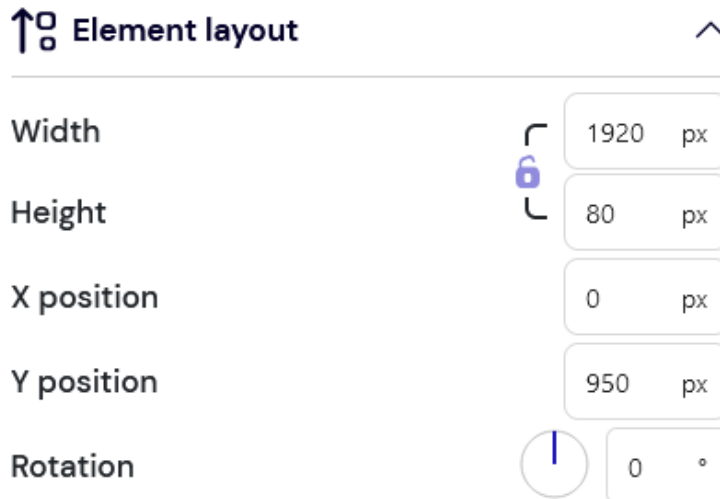 Element layout
Width 1920 px
Height 80 px
X position 0 px
Y position 950 px
Rotation 0 °